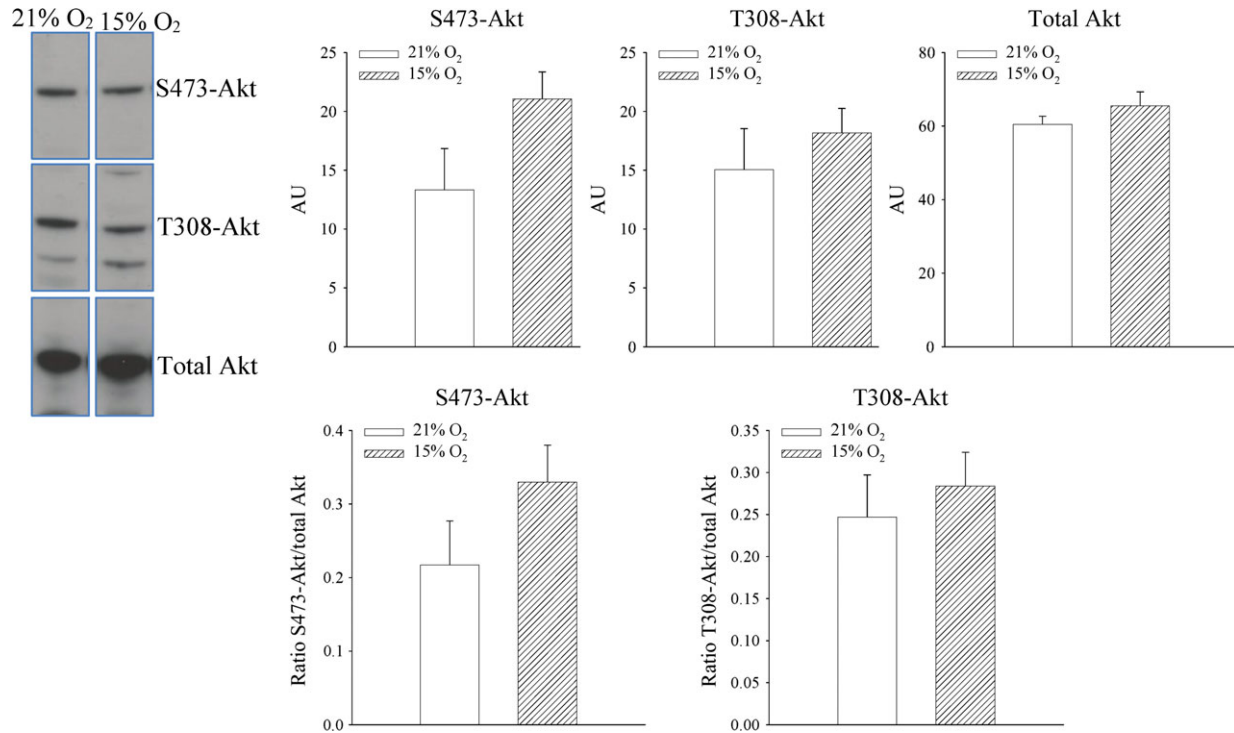 21% O₂ 15% O₂
S473-Akt
T308-Akt
Total Akt
S473-Akt
21% O₂
15% O₂
AU
25
20
15
10
5
0
T308-Akt
21% O₂
15% O₂
AU
25
20
15
10
5
0
Total Akt
21% O₂
15% O₂
AU
80
60
40
20
0
S473-Akt
21% O₂
15% O₂
Ratio S473-Akt/total Akt
0.4
0.3
0.2
0.1
0.0
T308-Akt
21% O₂
15% O₂
Ratio T308-Akt/total Akt
0.35
0.30
0.25
0.20
0.15
0.10
0.05
0.00